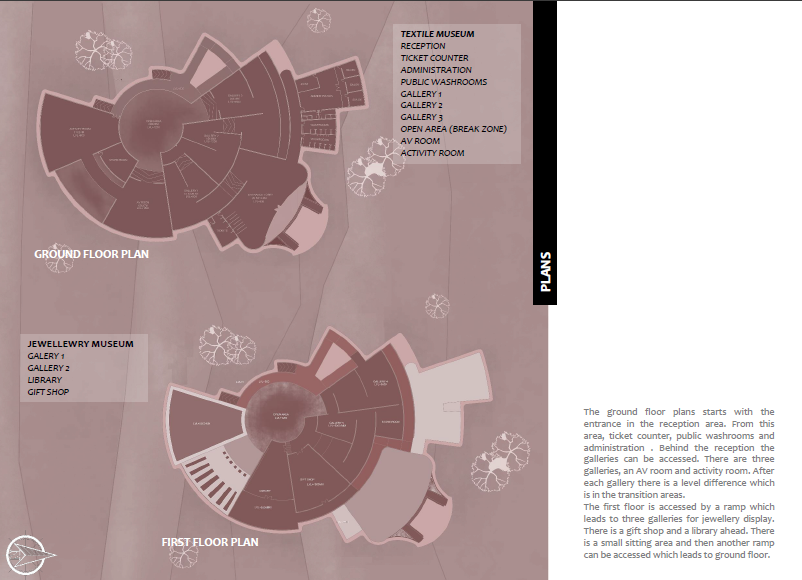 TEXTILE MUSEUM
RECEPTION
TICKET COUNTER
ADMINISTRATION
PUBLIC WASHROOMS
GALLERY 1
GALLERY 2
GALLERY 3
OPEN AREA (BREAK ZONE)
AV ROOM
ACTIVITY ROOM
GROUND FLOOR PLAN
PLANS
JEWELLEWRY MUSEUM
GALERY 1
GALLERY 2
LIBRARY
GIFT SHOP
FIRST FLOOR PLAN
The ground floor plans starts with the
entrance in the reception area. From this
area, ticket counter, public washrooms and
administration . Behind the reception the
galleries can be accessed. There are three
galleries, an AV room and activity room. After
each gallery there is a level difference which
is in the transition areas.
The first floor is accessed by a ramp which
leads to three galleries for jewellery display.
There is a gift shop and a library ahead. There
is a small sitting area and then another ramp
can be accessed which leads to ground floor.